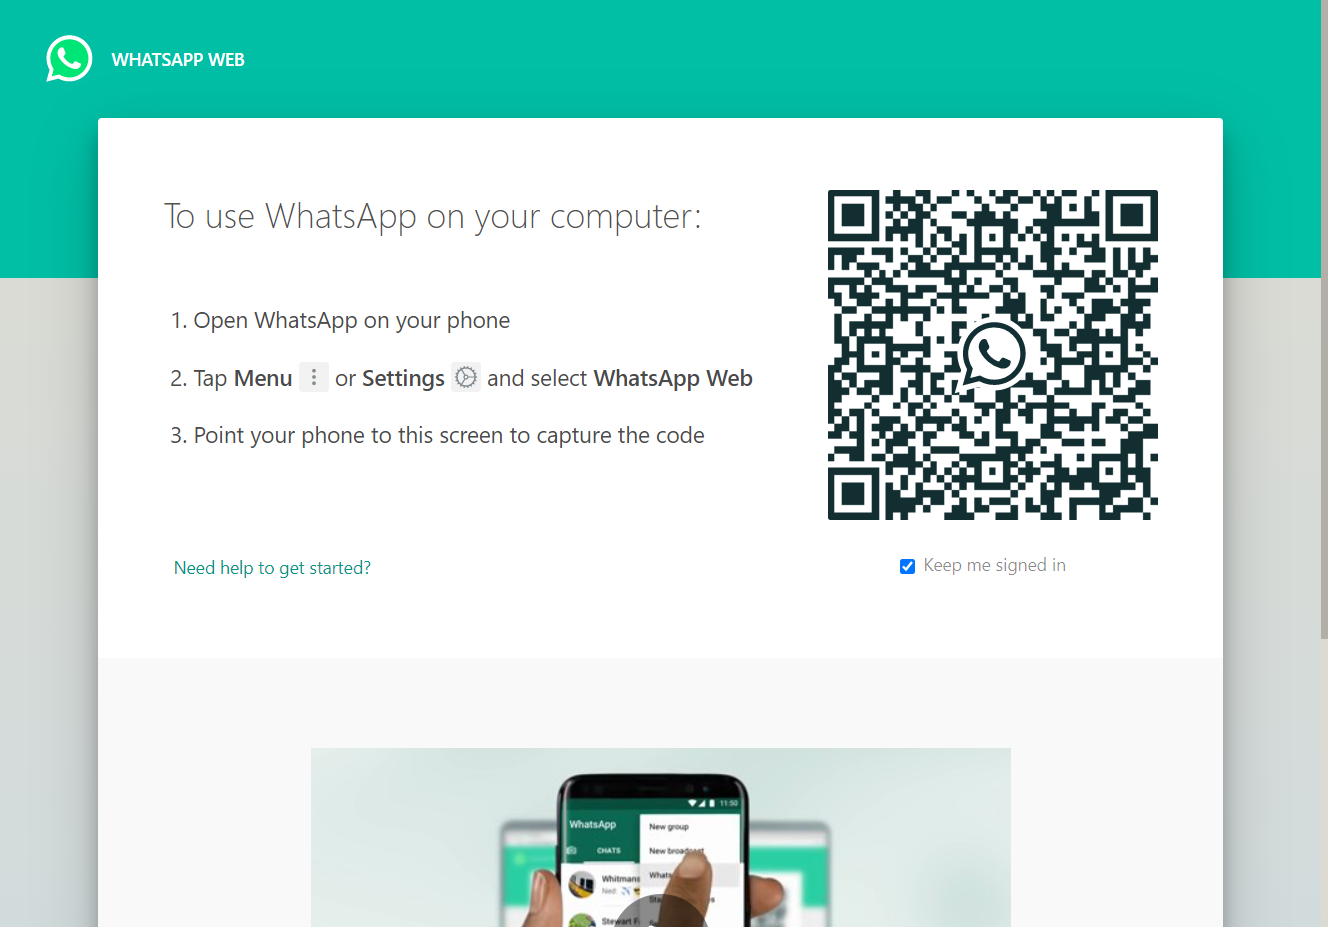 WHATSAPP WEB
To use WhatsApp on your computer:
1. Open WhatsApp on your phone
2. Tap Menu or Settings and select WhatsApp Web
3. Point your phone to this screen to capture the code
Need help to get started?
Keep me signed in
11:50
WhatsApp
New group
CHATS
New broadcast
Whitmans
Ned:
Stewart F